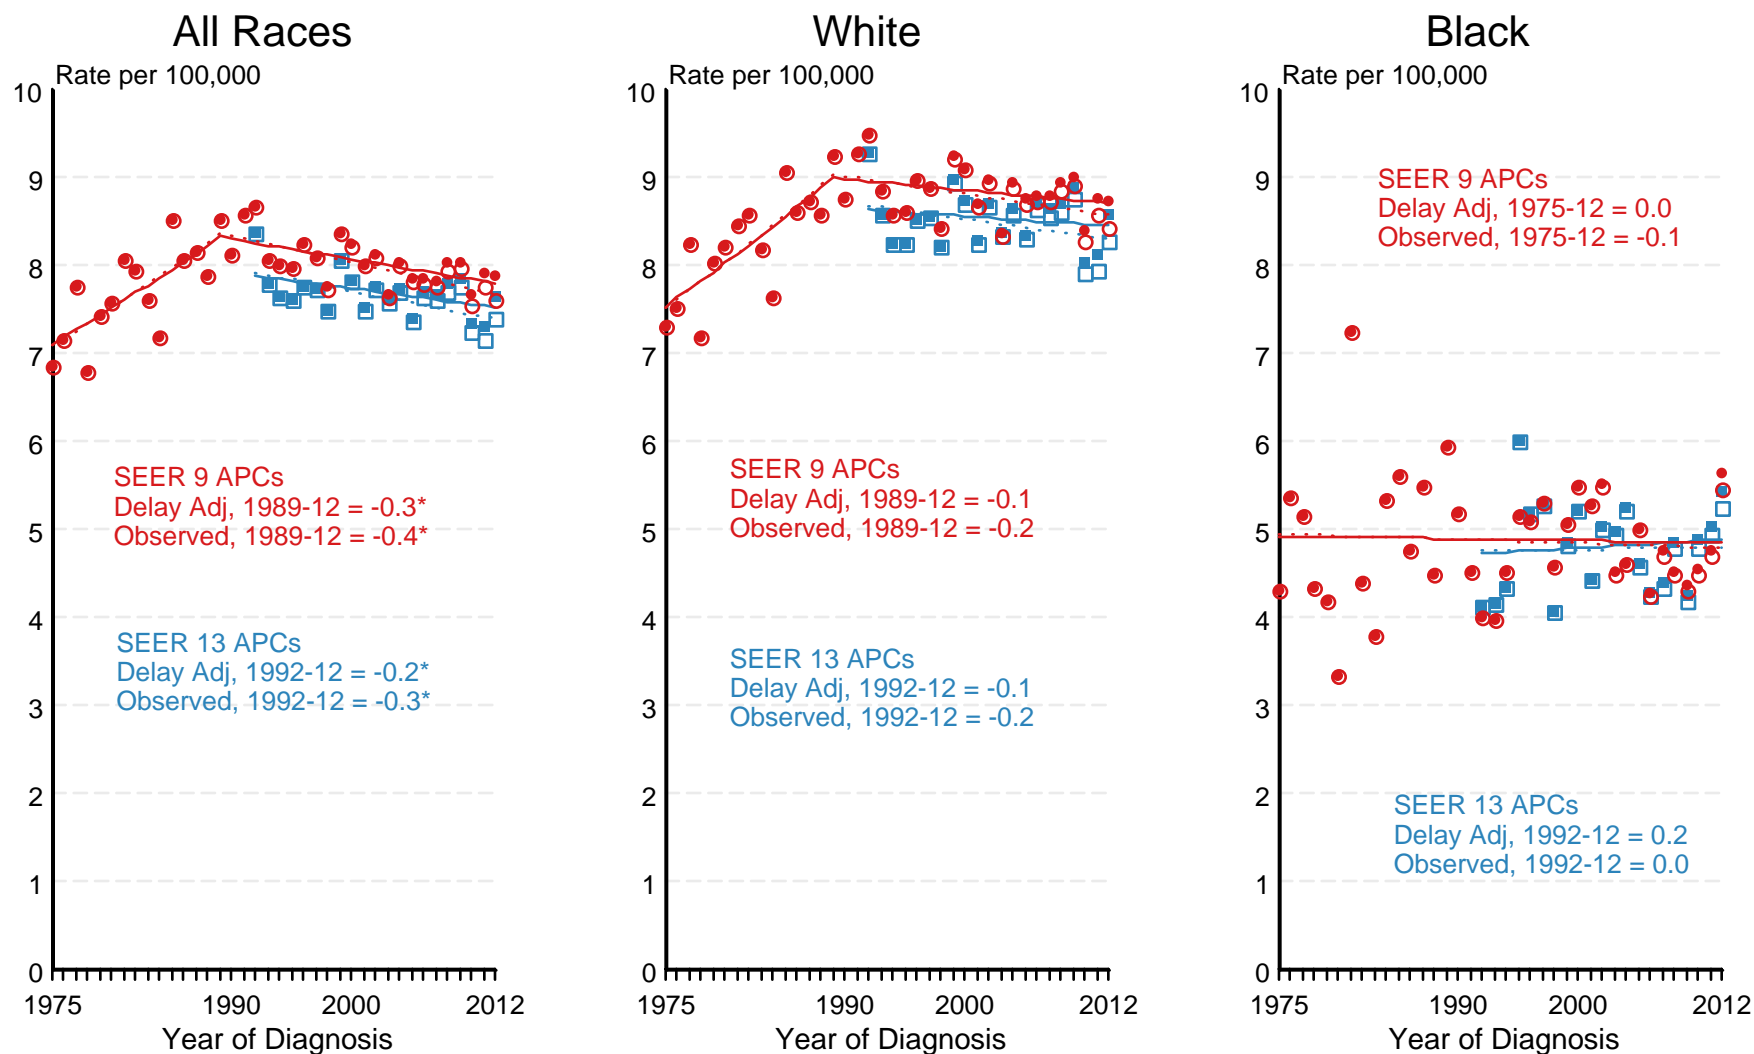 All Races
Rate per 100,000
10
9
8
7
6
5
4
3
2
1
0
SEER 9 APCs
Delay Adj, 1989-12 = -0.3*
Observed, 1989-12 = -0.4*
SEER 13 APCs
Delay Adj, 1992-12 = -0.2*
Observed, 1992-12 = -0.3*
1975 1990 2000 2012
Year of Diagnosis
White
Rate per 100,000
10
9
8
7
6
5
4
3
2
1
0
SEER 9 APCs
Delay Adj, 1989-12 = -0.1
Observed, 1989-12 = -0.2
SEER 13 APCs
Delay Adj, 1992-12 = -0.1
Observed, 1992-12 = -0.2
1975 1990 2000 2012
Year of Diagnosis
Black
Rate per 100,000
10
9
8
7
6
5
4
3
2
1
0
SEER 9 APCs
Delay Adj, 1975-12 = 0.0
Observed, 1975-12 = -0.1
SEER 13 APCs
Delay Adj, 1992-12 = 0.2
Observed, 1992-12 = 0.0
1975 1990 2000 2012
Year of Diagnosis